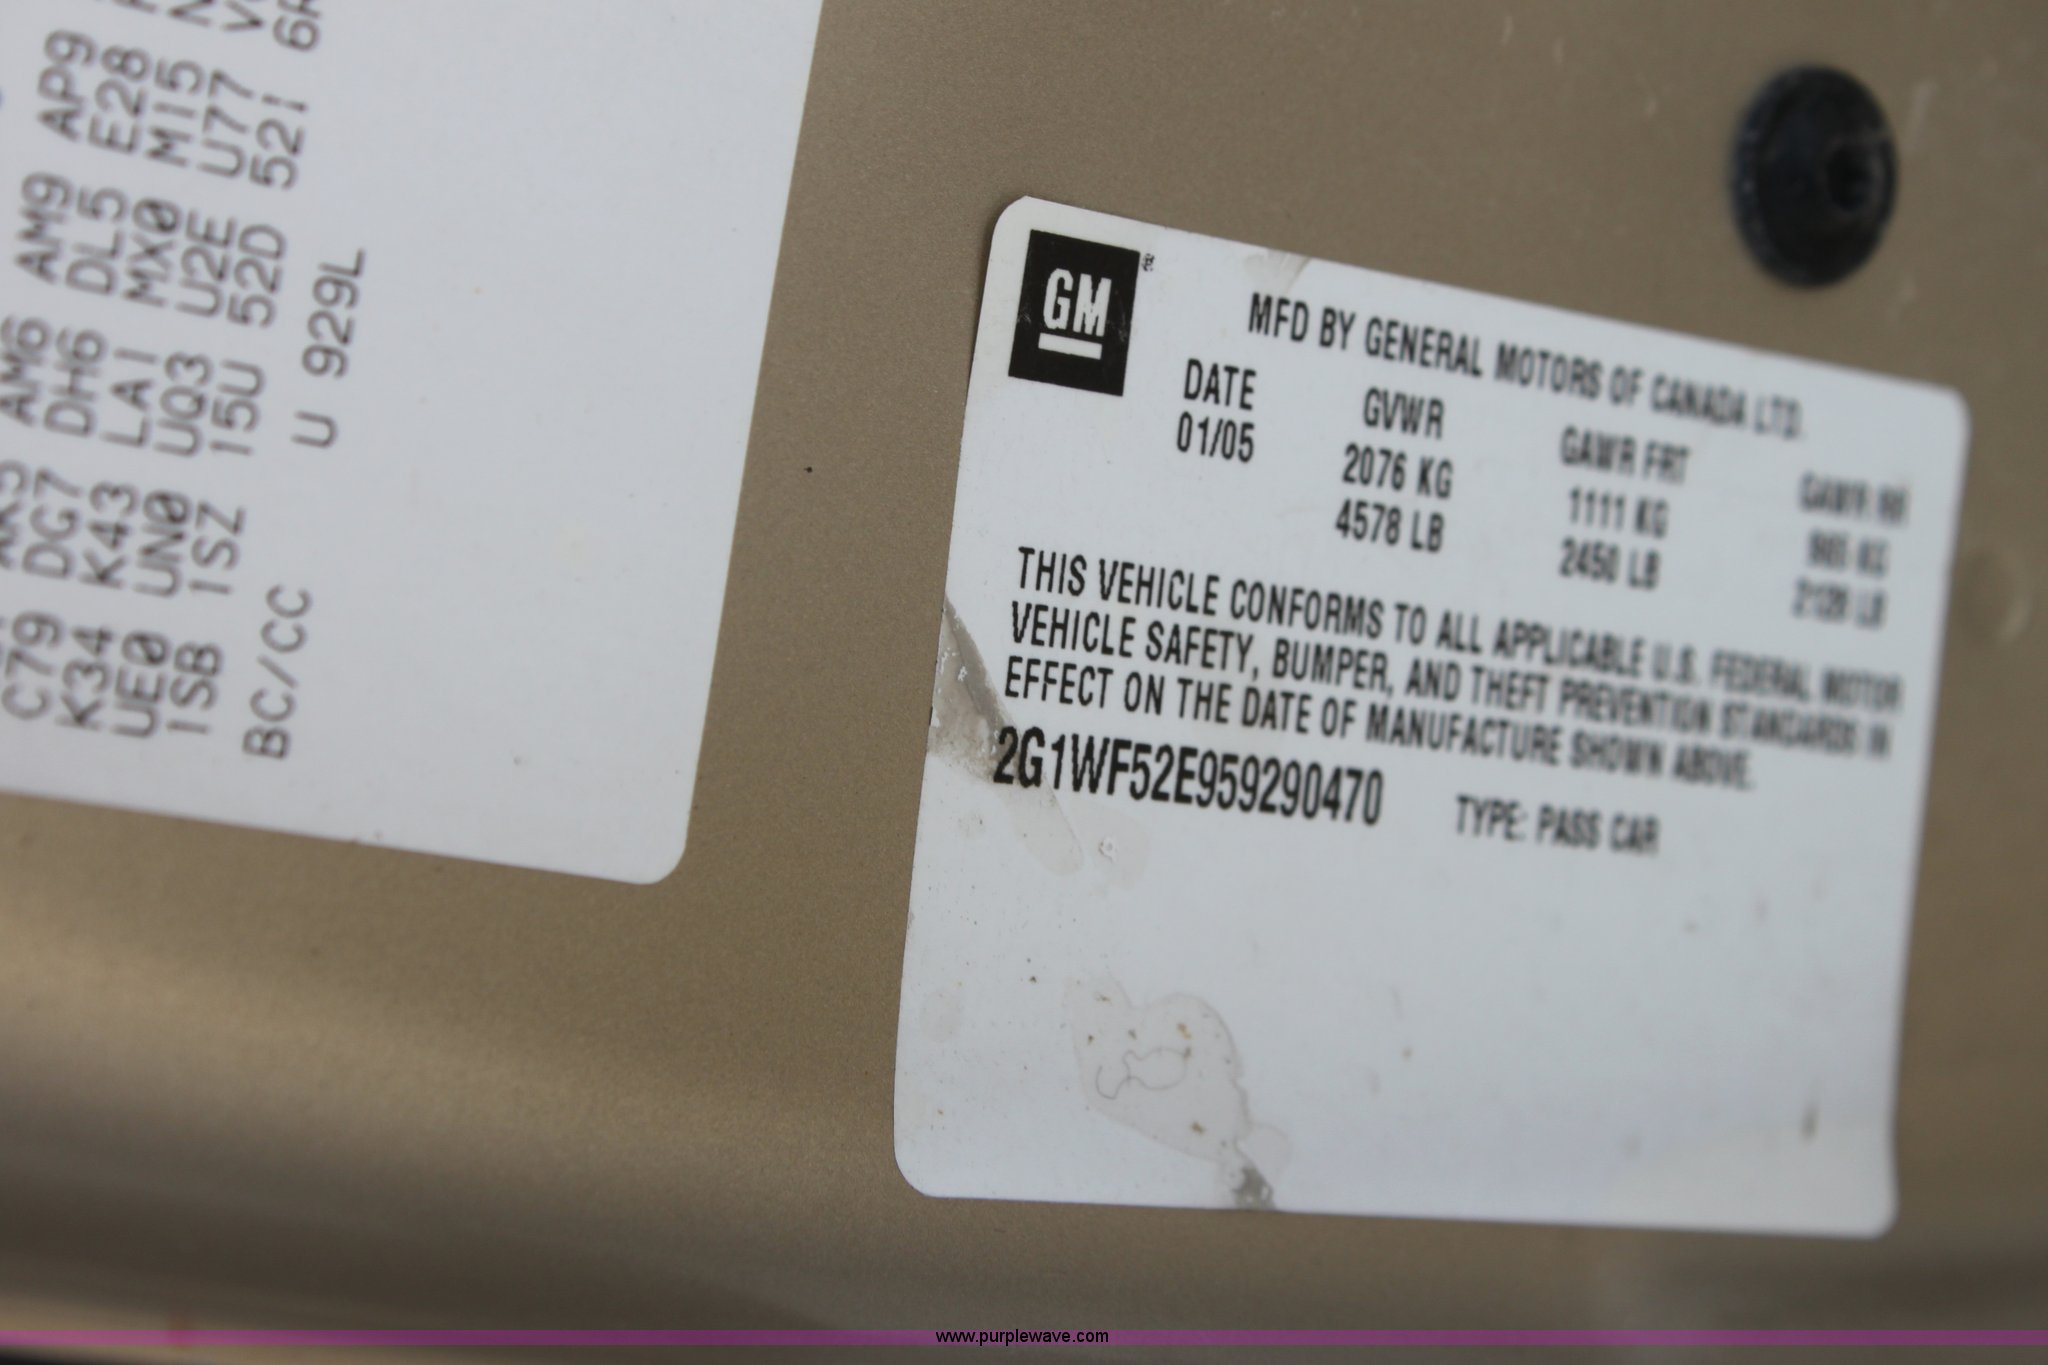 AP9
AM9
AM6
E28
DL5
DH6
DG7
C79
M15
MX0
LA1
K43
K34
U77
U2E
UQ3
UN0
UE0
52I
52D
15U
1SZ
1SB
U 929L
BC/CC
GM
MFD BY GENERAL MOTORS OF CANADA LTD.
DATE GVWR GAWR FRT GAWR RR
01/05 2076 KG 1111 KG KG
4578 LB 2450 LB LB
THIS VEHICLE CONFORMS TO ALL APPLICABLE U.S. FEDERAL MOTOR
VEHICLE SAFETY, BUMPER, AND THEFT PREVENTION STANDARDS IN
EFFECT ON THE DATE OF MANUFACTURE SHOWN ABOVE.
2G1WF52E959290470 TYPE: PASS CAR
www.purplewave.com